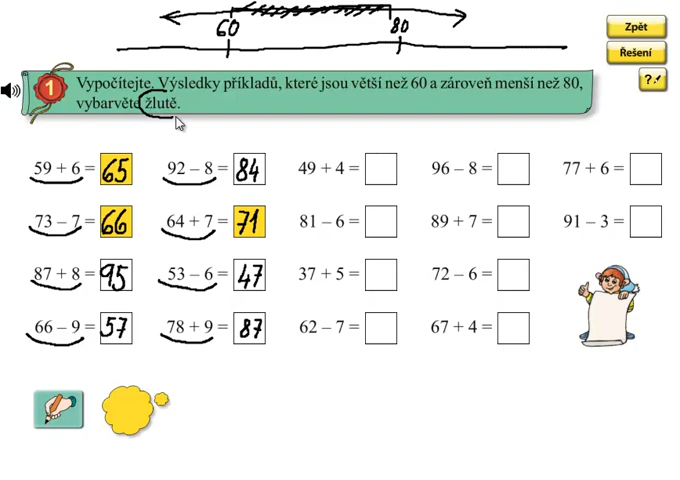 60 80
Zpět
Řešení
?
1 Vypočítejte. Výsledky příkladů, které jsou větší než 60 a zároveň menší než 80,
vybarvěte žlutě.
59 + 6 = 65 92 – 8 = 84 49 + 4 = 96 – 8 = 77 + 6 =
73 – 7 = 66 64 + 7 = 71 81 – 6 = 89 + 7 = 91 – 3 =
87 + 8 = 95 53 – 6 = 47 37 + 5 = 72 – 6 =
66 – 9 = 57 78 + 9 = 87 62 – 7 = 67 + 4 =